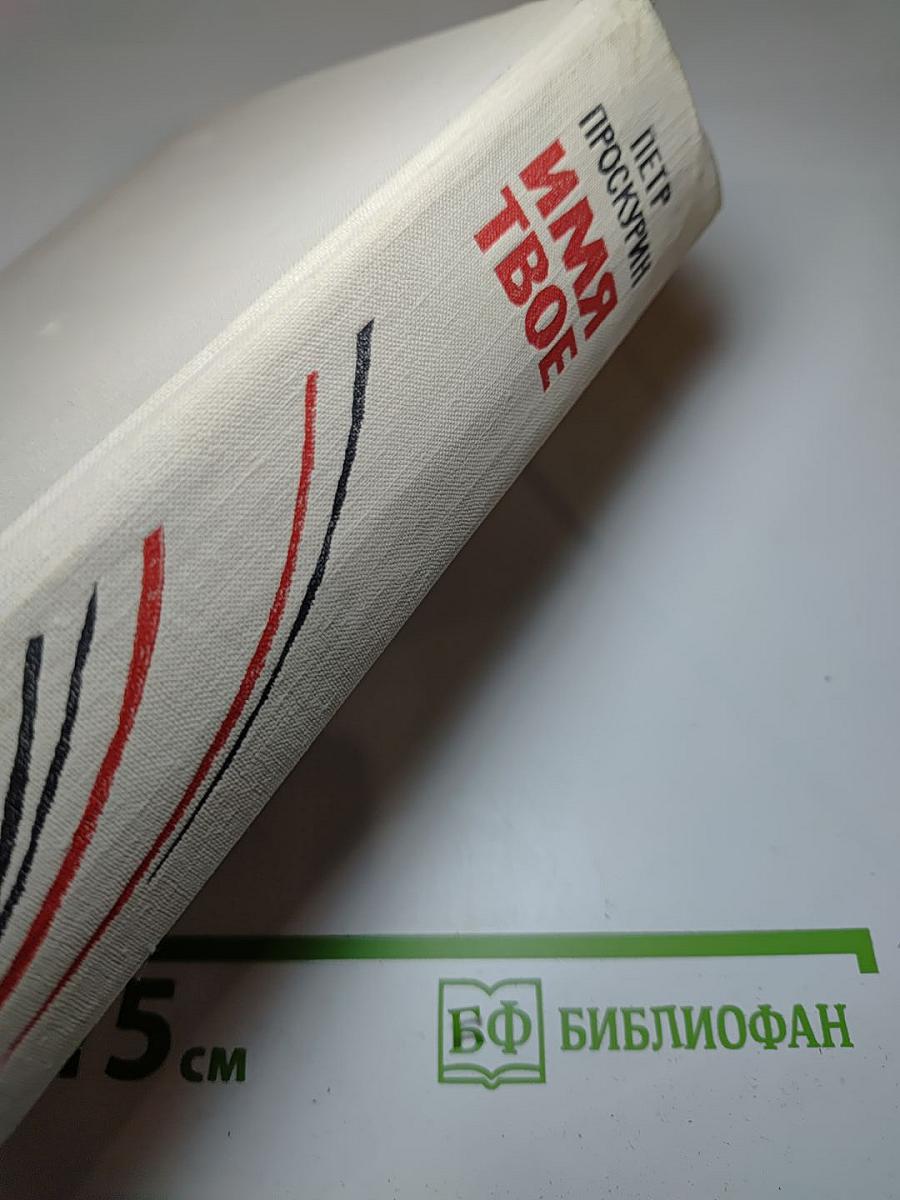 ПЕТР
ПРОСКУРИН
ИМЯ
ТВОЕ
5 см
БФ БИБЛИОФАН